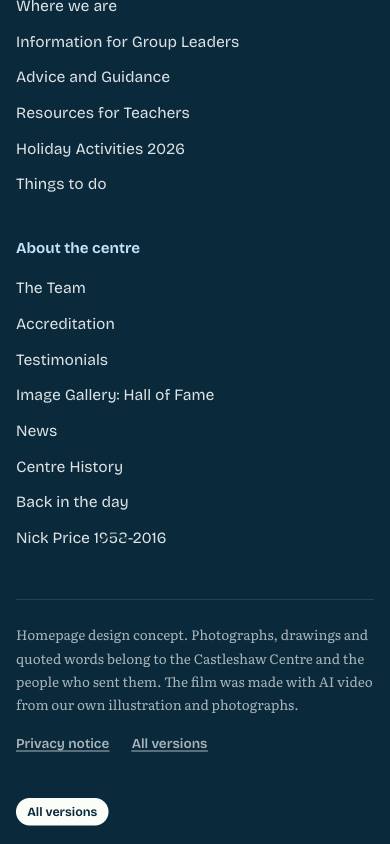 Where we are
Information for Group Leaders
Advice and Guidance
Resources for Teachers
Holiday Activities 2026
Things to do
About the centre
The Team
Accreditation
Testimonials
Image Gallery: Hall of Fame
News
Centre History
Back in the day
Nick Price 1952-2016
Homepage design concept. Photographs, drawings and
quoted words belong to the Castleshaw Centre and the
people who sent them. The film was made with AI video
from our own illustration and photographs.
Privacy notice All versions
All versions